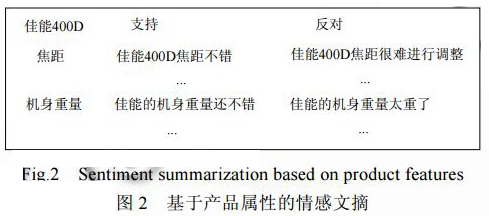 佳能400D 支持 反对
焦距 佳能400D焦距不错 佳能400D焦距很难进行调整
... ...
机身重量 佳能的机身重量还不错 佳能的机身重量太重了
... ...
Fig.2 Sentiment summarization based on product features
图 2 基于产品属性的情感文摘